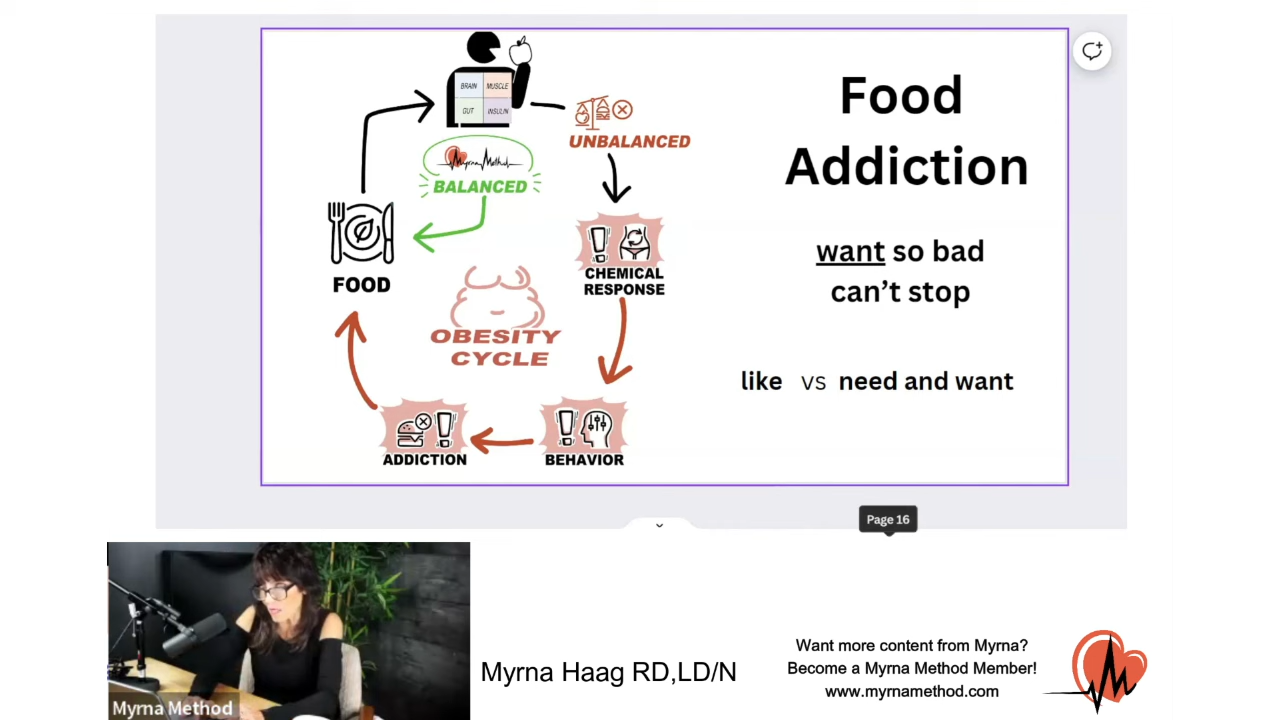 BRAIN MUSCLE
GUT INSULIN
UNBALANCED
Myrna Method
BALANCED
FOOD
CHEMICAL
RESPONSE
OBESITY
CYCLE
ADDICTION
BEHAVIOR
Food
Addiction
want so bad
can't stop
like vs need and want
Page 16
Myrna Method
Myrna Haag RD,LD/N
Want more content from Myrna?
Become a Myrna Method Member!
www.myrnamethod.com